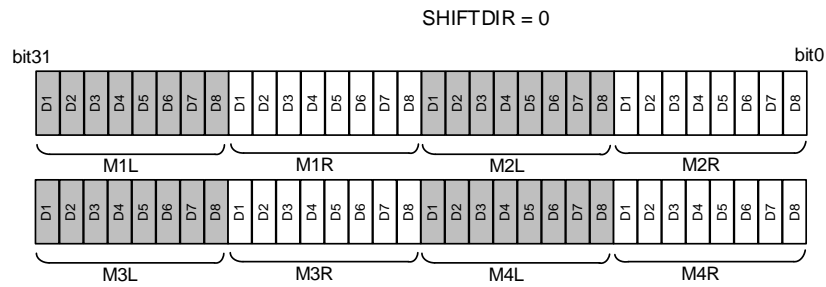 SHIFTDIR = 0
bit31 bit0
D1 D2 D3 D4 D5 D6 D7 D8 D1 D2 D3 D4 D5 D6 D7 D8 D1 D2 D3 D4 D5 D6 D7 D8 D1 D2 D3 D4 D5 D6 D7 D8
M1L M1R M2L M2R
D1 D2 D3 D4 D5 D6 D7 D8 D1 D2 D3 D4 D5 D6 D7 D8 D1 D2 D3 D4 D5 D6 D7 D8 D1 D2 D3 D4 D5 D6 D7 D8
M3L M3R M4L M4R